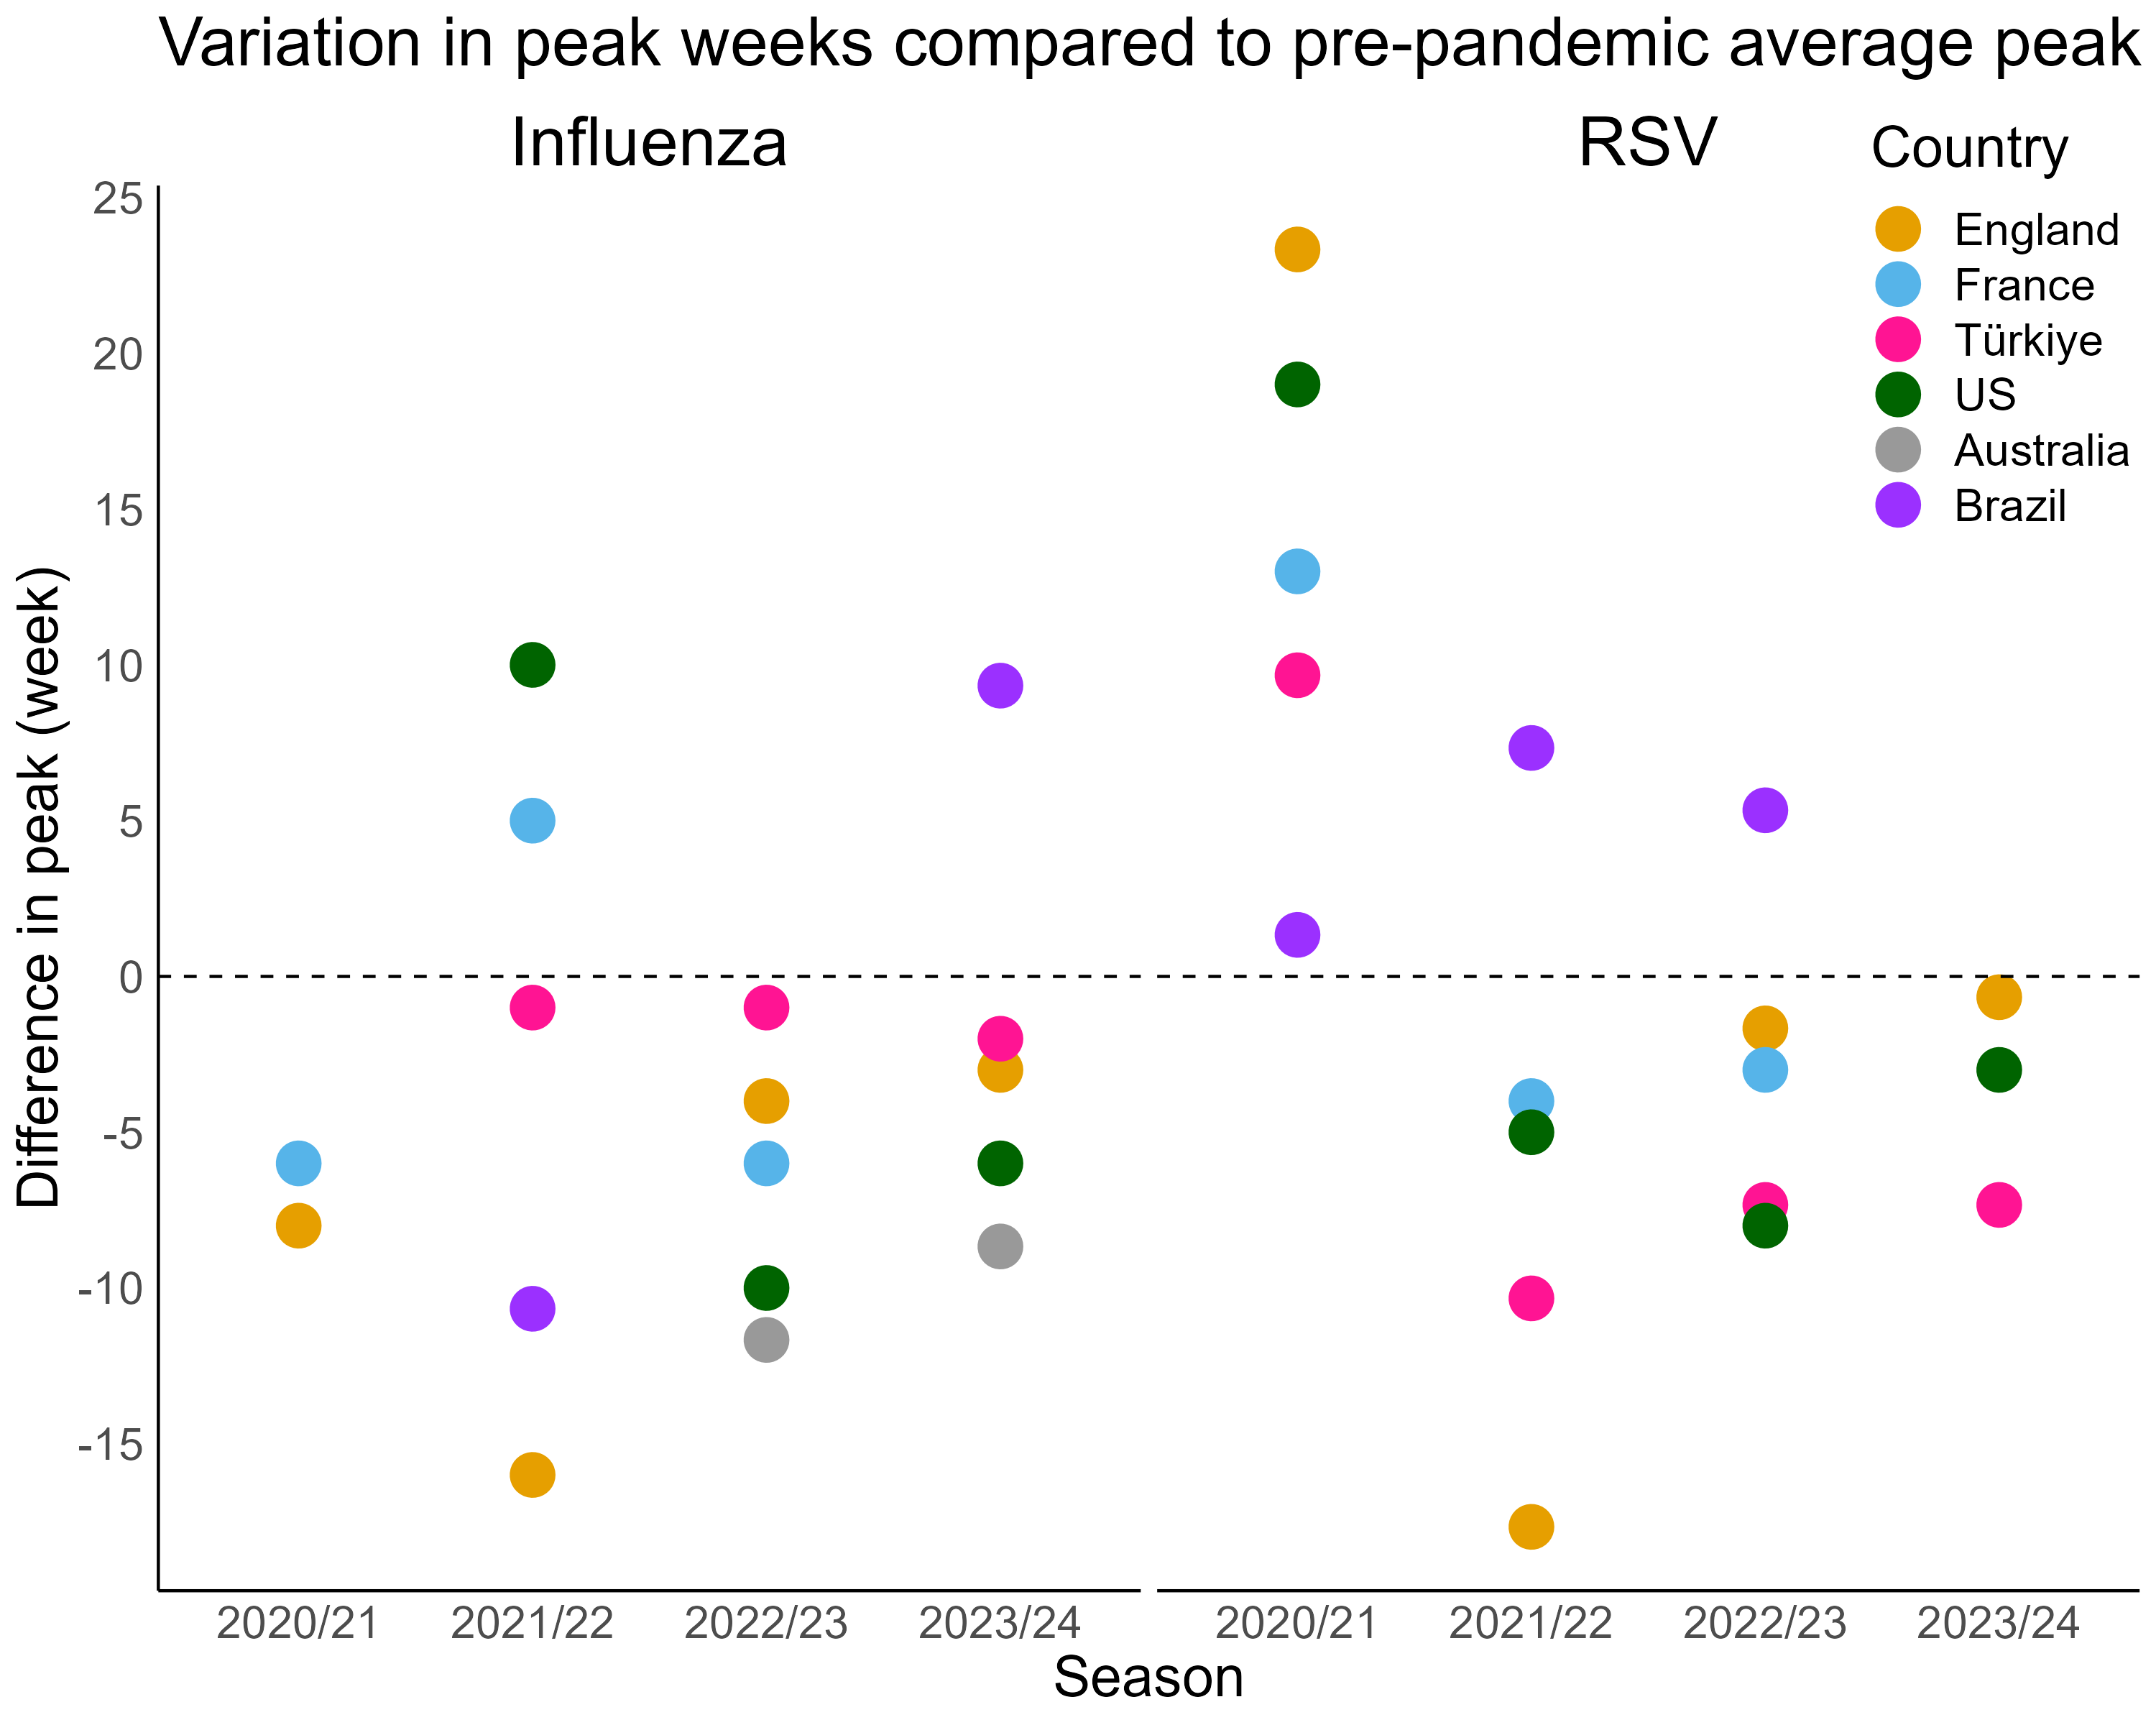 Variation in peak weeks compared to pre-pandemic average peak
Influenza
RSV
Country
England
France
Türkiye
US
Australia
Brazil
Difference in peak (week)
25
20
15
10
5
0
-5
-10
-15
2020/21 2021/22 2022/23 2023/24 2020/21 2021/22 2022/23 2023/24
Season